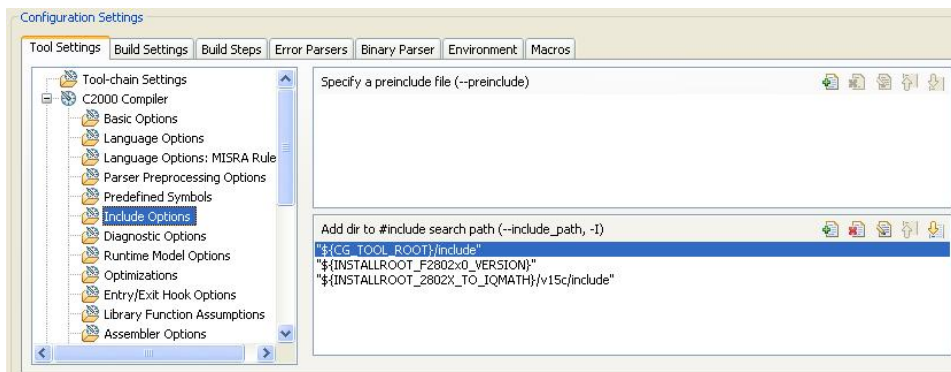 Configuration Settings
Tool Settings Build Settings Build Steps Error Parsers Binary Parser Environment Macros
Tool-chain Settings
C2000 Compiler
Basic Options
Language Options
Language Options: MISRA Rule
Parser Preprocessing Options
Predefined Symbols
Include Options
Diagnostic Options
Runtime Model Options
Optimizations
Entry/Exit Hook Options
Library Function Assumptions
Assembler Options
Specify a preinclude file (--preinclude)
Add dir to #include search path (--include_path, -I)
"${CG_TOOL_ROOT}/include"
"${INSTALLROOT_F2802x0_VERSION}"
"${INSTALLROOT_2802X_TO_IQMATH}/v15c/include"